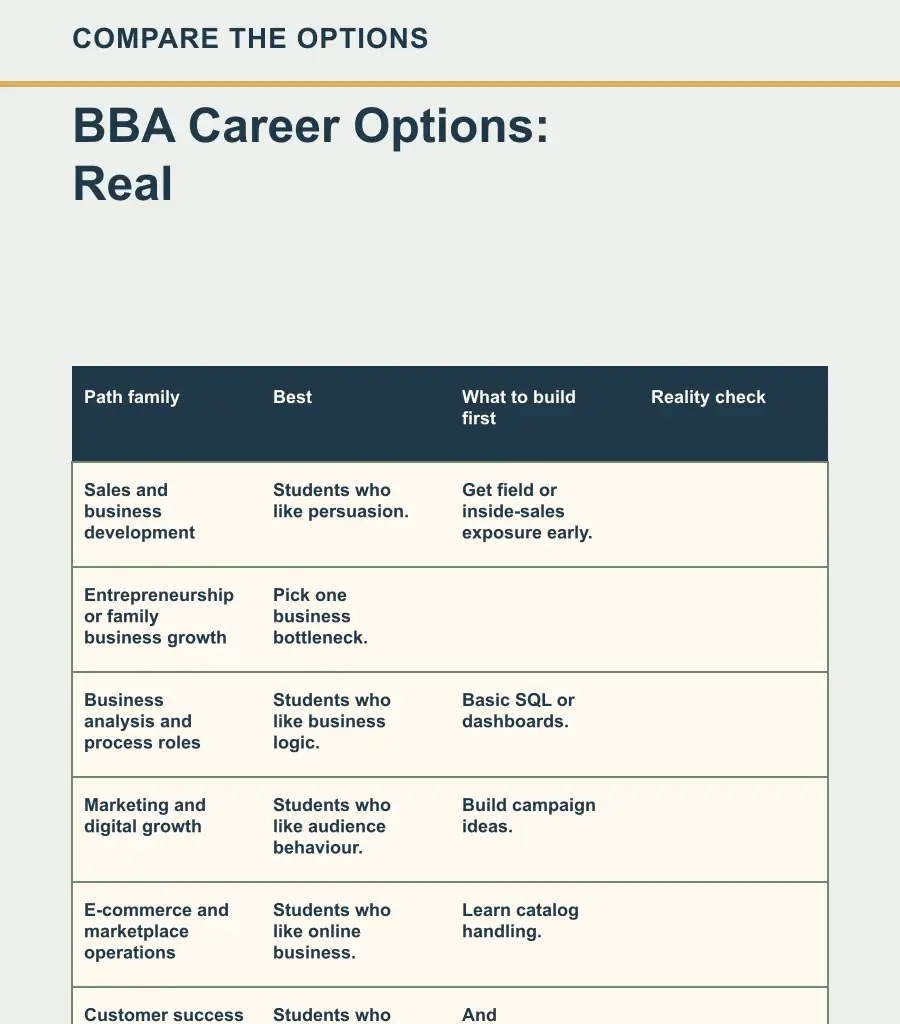 COMPARE THE OPTIONS
BBA Career Options:
Real
Path family
Best
What to build
first
Reality check
Sales and
business
development
Students who
like persuasion.
Get field or
inside-sales
exposure early.
Entrepreneurship
or family
business growth
Pick one
business
bottleneck.
Business
analysis and
process roles
Students who
like business
logic.
Basic SQL or
dashboards.
Marketing and
digital growth
Students who
like audience
behaviour.
Build campaign
ideas.
E-commerce and
marketplace
operations
Students who
like online
business.
Learn catalog
handling.
Customer success
Students who
And